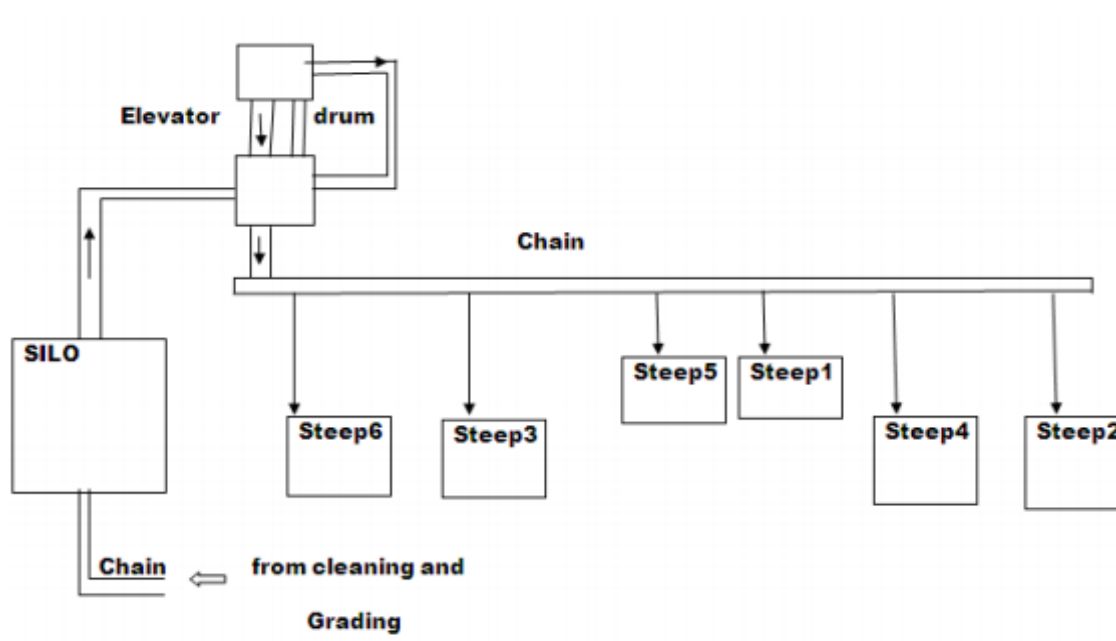 Elevator drum
Chain
SILO
Steep5 Steep1
Steep6 Steep3 Steep4 Steep2
Chain from cleaning and
Grading